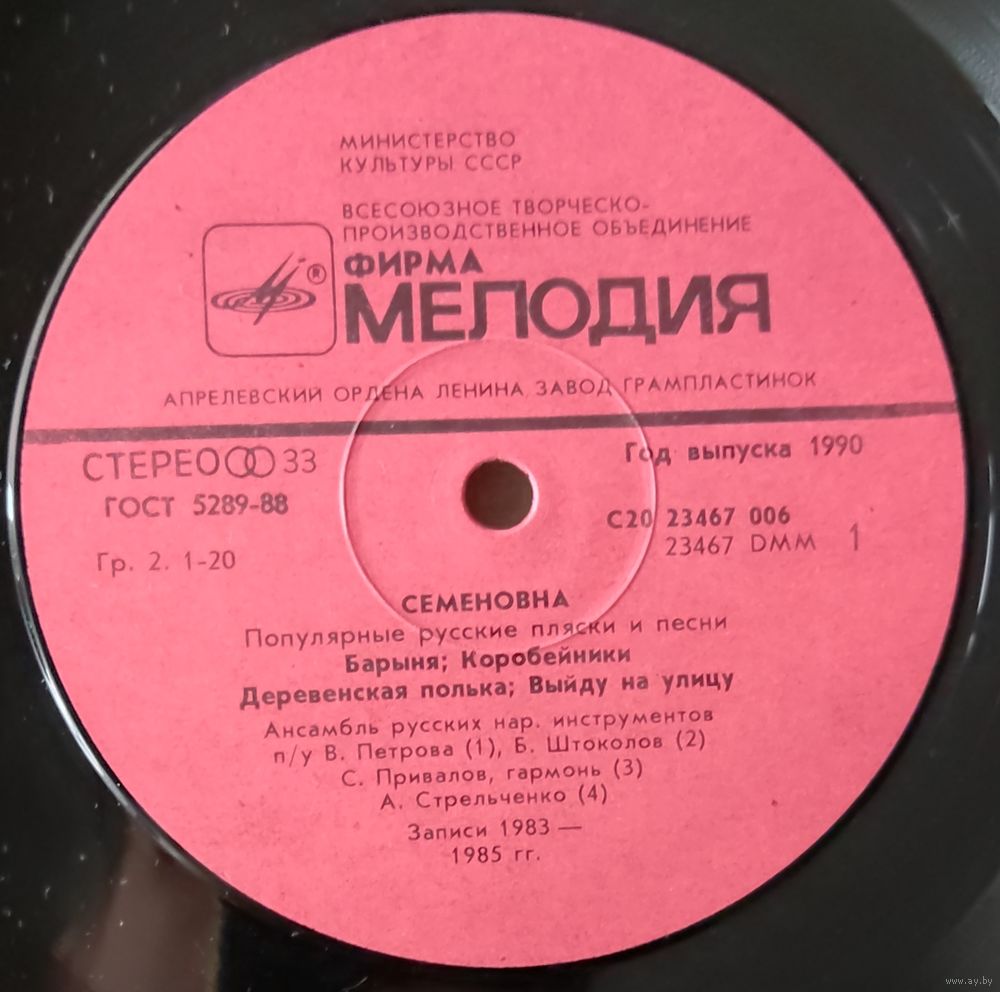 МИНИСТЕРСТВО
КУЛЬТУРЫ СССР
ВСЕСОЮЗНОЕ ТВОРЧЕСКО-
ПРОИЗВОДСТВЕННОЕ ОБЪЕДИНЕНИЕ
ФИРМА
®
МЕЛОДИЯ
АПРЕЛЕВСКИЙ ОРДЕНА ЛЕНИНА ЗАВОД ГРАМПЛАСТИНОК
СТЕРЕО 33
ГОСТ 5289-88
Гр. 2. 1-20
Год выпуска 1990
С20 23467 006
23467 DMM 1
СЕМЕНОВНА
Популярные русские пляски и песни
Барыня; Коробейники
Деревенская полька; Выйду на улицу
Ансамбль русских нар. инструментов
п/у В. Петрова (1), Б. Штоколов (2)
С. Привалов, гармонь (3)
А. Стрельченко (4)
Записи 1983 —
1985 гг.
www.ay.by